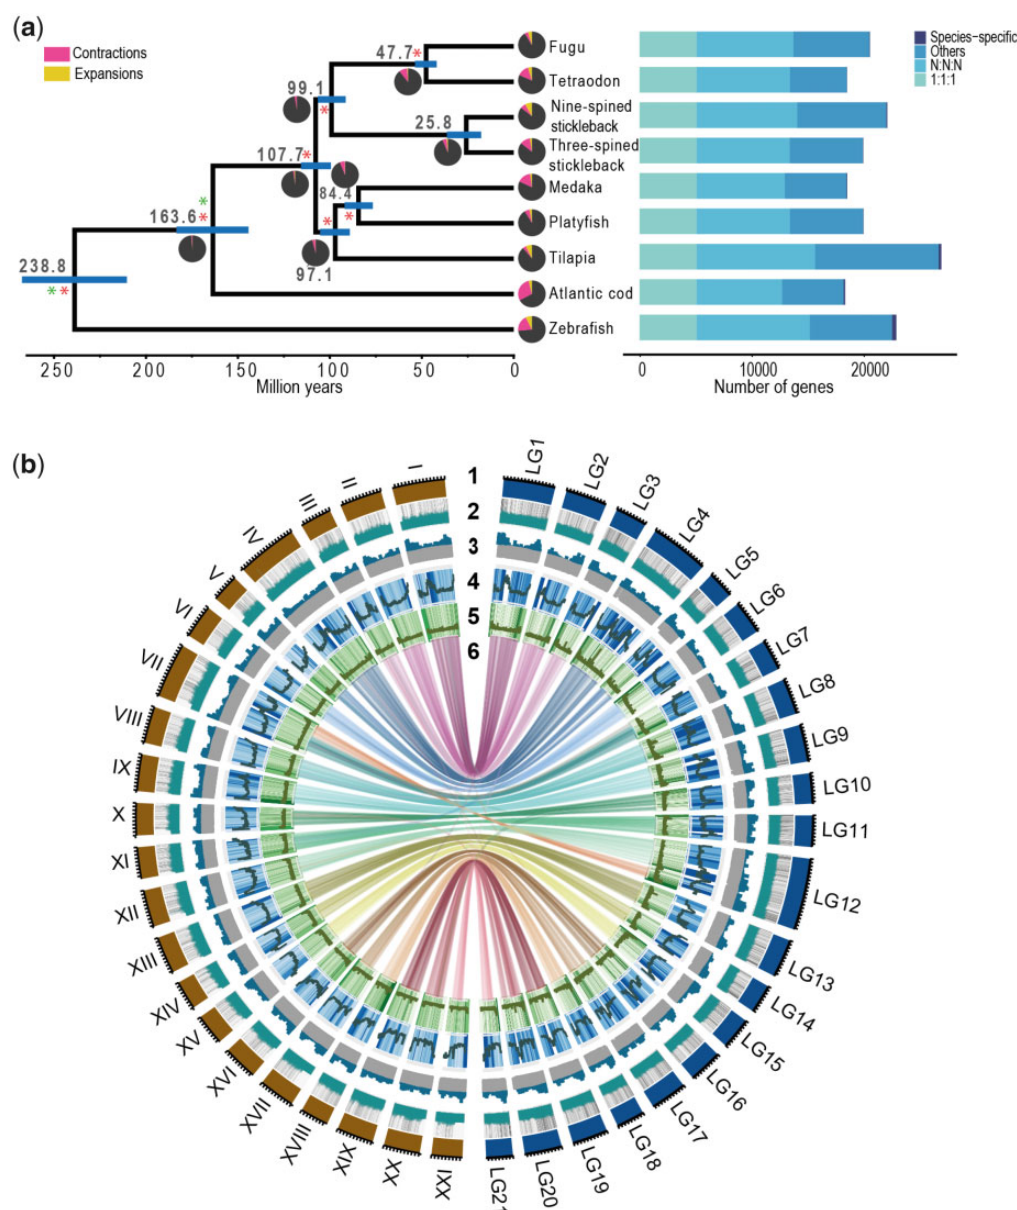 (a)
Contractions
Expansions
47.7 *
99.1
*
25.8
107.7 *
84.4
*
*
97.1
*
163.6 *
238.8
* *
Fugu
Tetraodon
Nine-spined
stickleback
Three-spined
stickleback
Medaka
Platyfish
Tilapia
Atlantic cod
Zebrafish
250 200 150 100 50 0
Million years
Species-specific
Others
N:N:N
1:1:1
0 10000 20000
Number of genes
(b)
1
2
3
4
5
6
LG1
LG2
LG3
LG4
LG5
LG6
LG7
LG8
LG9
LG10
LG11
LG12
LG13
LG14
LG15
LG16
LG17
LG18
LG19
LG20
LG21
I
II
III
IV
V
VI
VII
VIII
IX
X
XI
XII
XIII
XIV
XV
XVI
XVII
XVIII
XIX
XX
XXI